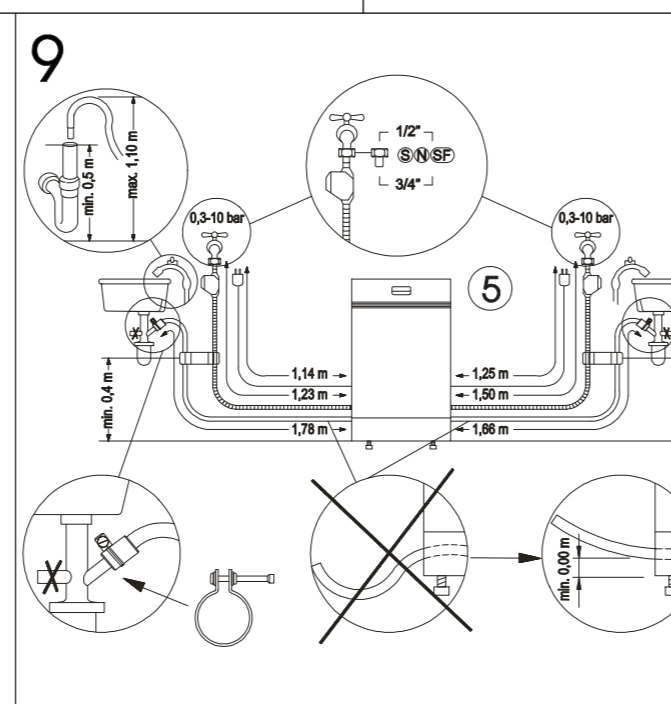 9
min. 0,5 m
max. 1,10 m
1/2"
S N SF
3/4"
0,3-10 bar
0,3-10 bar
5
min. 0,4 m
1,14 m
1,25 m
1,23 m
1,50 m
1,78 m
1,66 m
min. 0,00 m